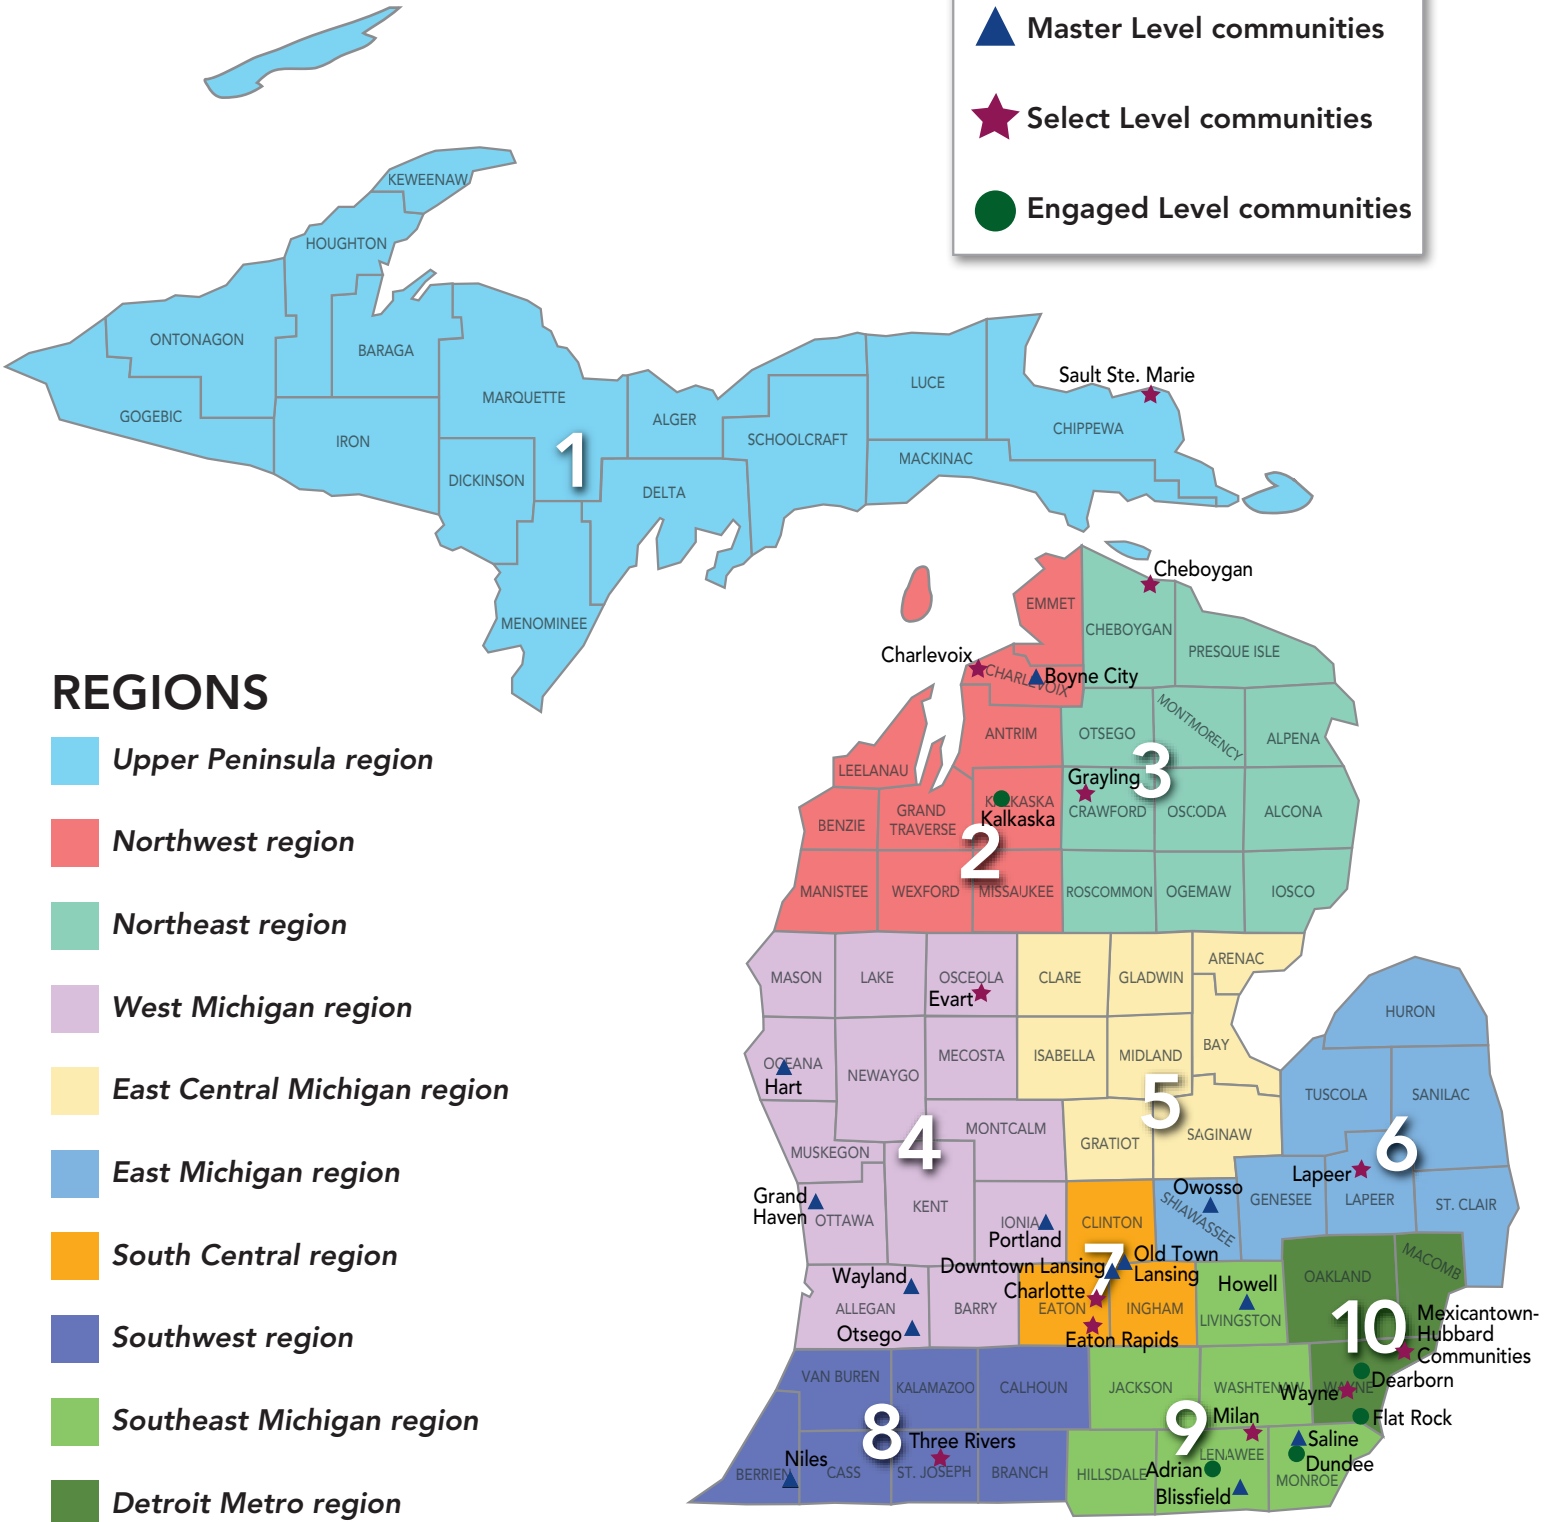 Master Level communities
Select Level communities
Engaged Level communities
KEWEENAW
HOUGHTON
ONTONAGON
BARAGA
GOGEBIC
IRON
MARQUETTE
DICKINSON
1
ALGER
DELTA
MENOMINEE
SCHOOLCRAFT
LUCE
MACKINAC
Sault Ste. Marie
CHIPPEWA
REGIONS
Upper Peninsula region
Northwest region
Northeast region
West Michigan region
East Central Michigan region
East Michigan region
South Central region
Southwest region
Southeast Michigan region
Detroit Metro region
Cheboygan
EMMET
CHEBOYGAN
PRESQUE ISLE
Charlevoix
CHARLEVOIX
Boyne City
ANTRIM
OTSEGO
MONTMORENCY
ALPENA
3
LEELANAU
Grayling
BENZIE
GRAND
TRAVERSE
KALKASKA
Kalkaska
CRAWFORD
OSCODA
ALCONA
2
MANISTEE
WEXFORD
MISSAUKEE
ROSCOMMON
OGEMAW
IOSCO
MASON
LAKE
OSCEOLA
Evart
CLARE
GLADWIN
ARENAC
HURON
OCEANA
Hart
NEWAYGO
MECOSTA
ISABELLA
MIDLAND
BAY
5
TUSCOLA
SANILAC
4
MUSKEGON
MONTCALM
GRATIOT
SAGINAW
6
Lapeer
Grand
Haven
OTTAWA
KENT
IONIA
Portland
CLINTON
Owosso
SHIAWASSEE
GENESEE
LAPEER
ST. CLAIR
7
Downtown Lansing
Old Town
Lansing
Wayland
ALLEGAN
Otsego
BARRY
Charlotte
EATON
Eaton Rapids
INGHAM
Howell
LIVINGSTON
OAKLAND
MACOMB
10
Mexicantown-
Hubbard
Communities
VAN BUREN
KALAMAZOO
CALHOUN
JACKSON
WASHTENAW
WAYNE
Wayne
Dearborn
Flat Rock
8
Three Rivers
9
Milan
Saline
Dundee
Niles
BERRIEN
CASS
ST. JOSEPH
BRANCH
HILLSDALE
Adrian
LENAWEE
Blissfield
MONROE